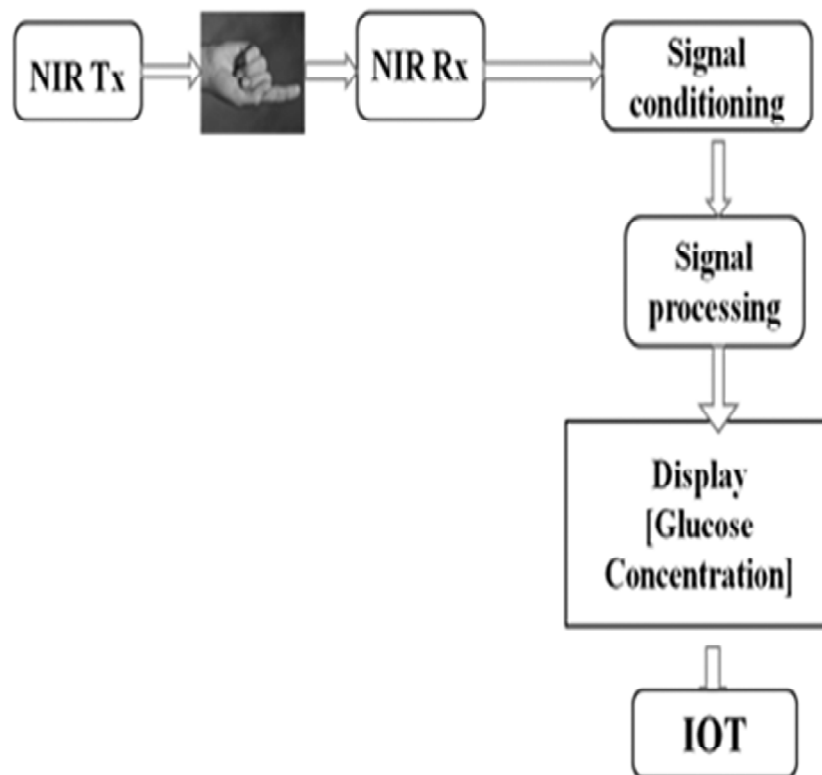 NIR Tx
NIR Rx
Signal
conditioning
Signal
processing
Display
[Glucose
Concentration]
IOT